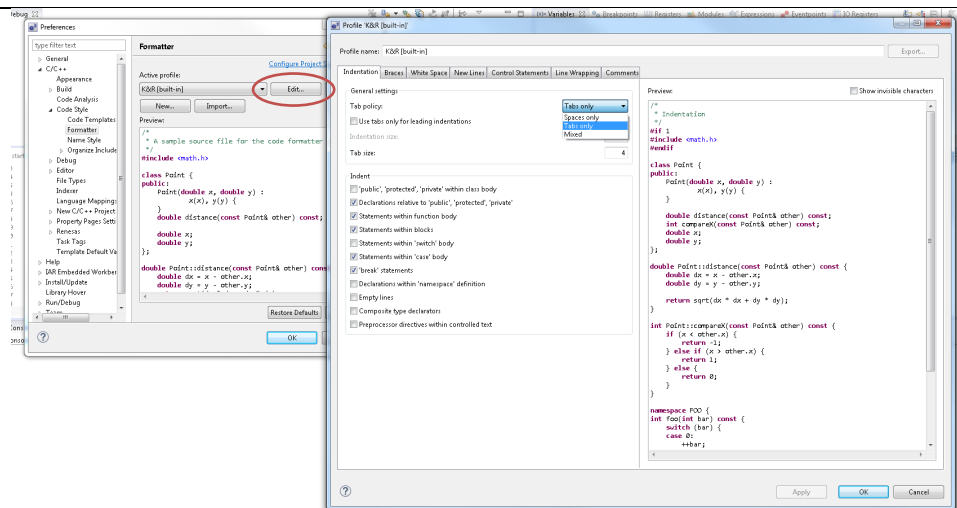 ebug
Variables Breakpoints Registers Modules Expressions Eventpoints IO Registers
Preferences
type filter text
General
C/C++
Appearance
Build
Code Analysis
Code Style
Code Templates
Formatter
Name Style
Organize Include
Debug
Editor
File Types
Indexer
Language Mapping:
New C/C++ Project
Property Pages Setti
Renesas
Task Tags
Template Default Va
Help
IAR Embedded Workber
Install/Update
Library Hover
Run/Debug
Team
Formatter
Configure Project S
Active profile:
K&R [built-in]
Edit...
New...
Import...
Preview:
/*
* A sample source file for the code formatter
*/
#include <math.h>
class Point {
public:
Point(double x, double y) :
x(x), y(y) {
}
double distance(const Point& other) const;
double x;
double y;
};
double Point::distance(const Point& other) cons
double dx = x - other.x;
double dy = y - other.y;
Restore Defaults
OK
Profile 'K&R [built-in]'
Profile name: K&R [built-in]
Export...
Indentation Braces White Space New Lines Control Statements Line Wrapping Comments
General settings
Tab policy: Tabs only
Spaces only
Tabs only
Mixed
Use tabs only for leading indentations
Indentation size:
Tab size: 4
Indent
'public', 'protected', 'private' within class body
Declarations relative to 'public', 'protected', 'private'
Statements within function body
Statements within blocks
Statements within 'switch' body
Statements within 'case' body
'break' statements
Declarations within 'namespace' definition
Empty lines
Composite type declarators
Preprocessor directives within controlled text
Preview:
Show invisible characters
/*
* Indentation
*/
#if 1
#include <math.h>
#endif
class Point {
public:
Point(double x, double y) :
x(x), y(y) {
}
double distance(const Point& other) const;
int compareX(const Point& other) const;
double x;
double y;
};
double Point::distance(const Point& other) const {
double dx = x - other.x;
double dy = y - other.y;
return sqrt(dx * dx + dy * dy);
}
int Point::compareX(const Point& other) const {
if (x < other.x) {
return -1;
} else if (x > other.x) {
return 1;
} else {
return 0;
}
}
namespace FOO {
int foo(int bar) const {
switch (bar) {
case 0:
++bar;
Apply
OK
Cancel